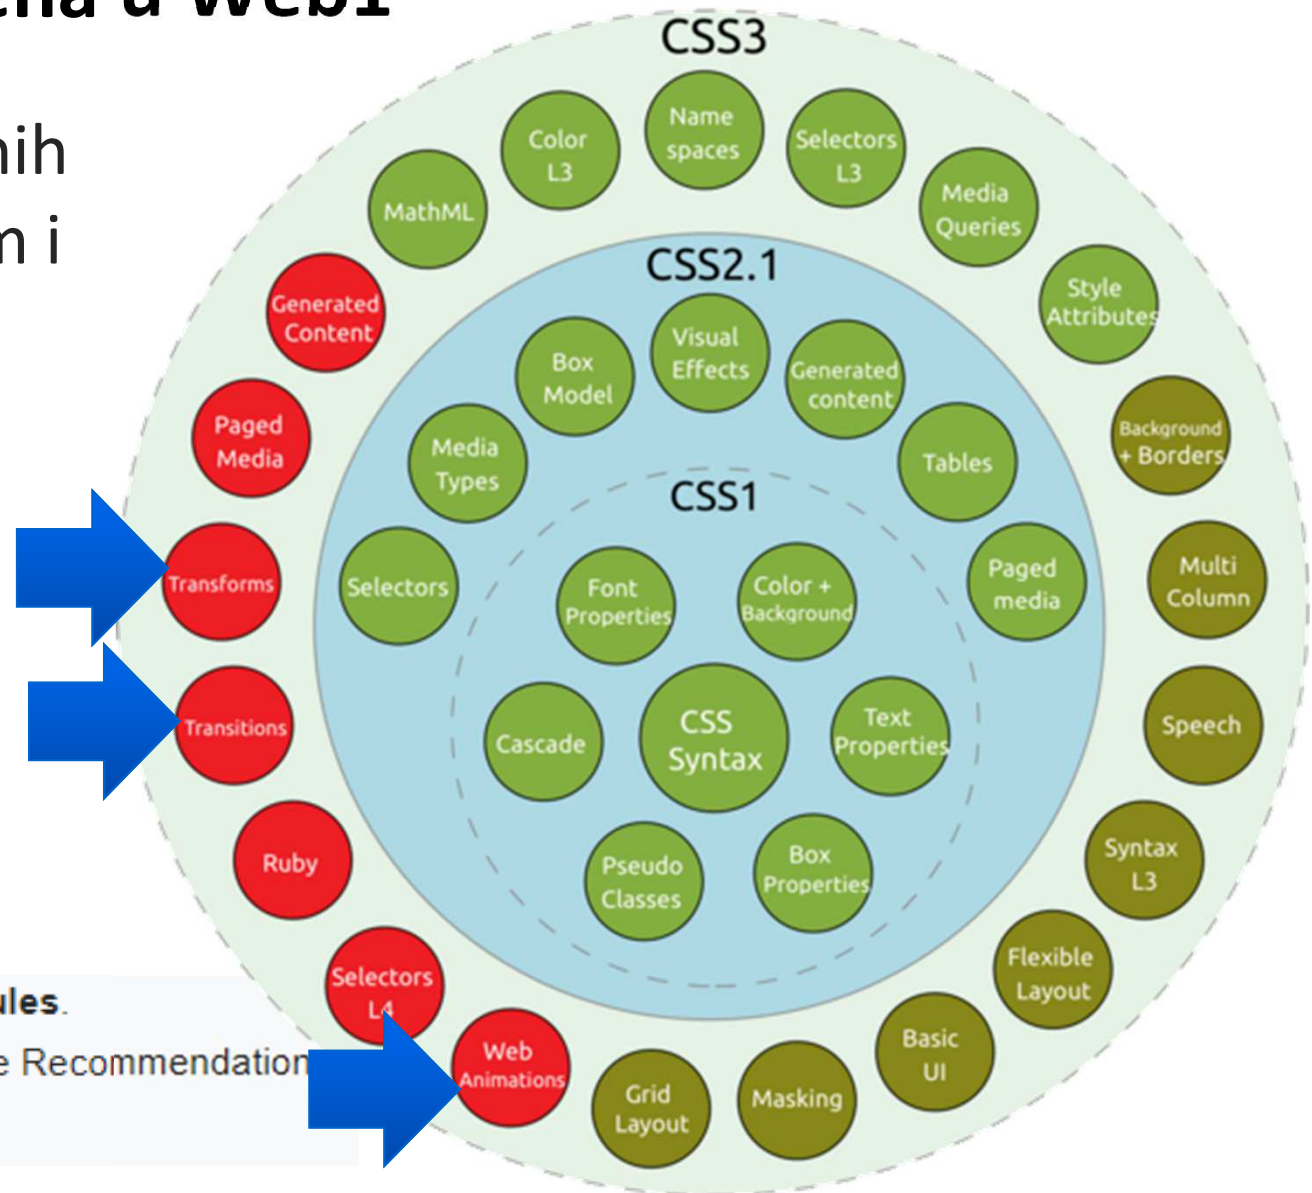 u Web1
CSS3
nih
m i
Name
spaces
Color
L3
Selectors
L3
MathML
Media
Queries
Generated
Content
Style
Attributes
CSS2.1
Visual
Effects
Box
Model
Generated
content
Paged
Media
Media
Types
Tables
Background
+ Borders
CSS1
Transforms
Selectors
Font
Properties
Color +
Background
Paged
media
Multi
Column
Transitions
Cascade
CSS
Syntax
Text
Properties
Speech
Ruby
Pseudo
Classes
Box
Properties
Syntax
L3
Selectors
L4
Flexible
Layout
ules.
e Recommendation
Web
Animations
Grid
Layout
Masking
Basic
UI